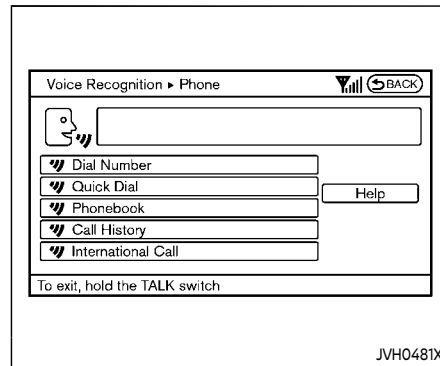 Voice Recognition ▸ Phone BACK
Dial Number
Quick Dial
Help
Phonebook
Call History
International Call
To exit, hold the TALK switch
JVH0481X